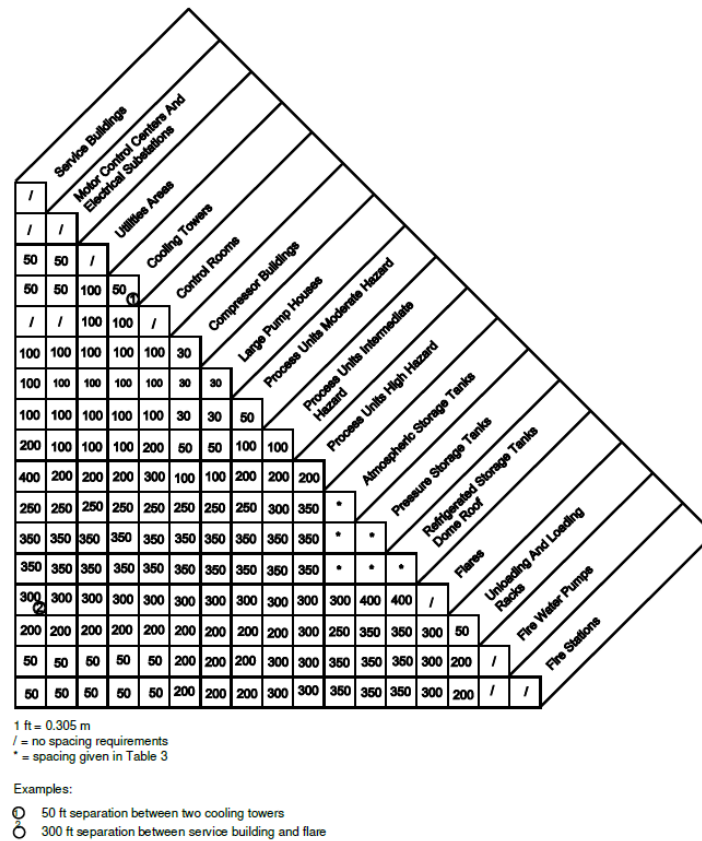 Service Buildings
Motor Control Centers And
Electrical Substations
Utilities Areas
Cooling Towers
Control Rooms
Compressor Buildings
Large Pump Houses
Process Units Moderate Hazard
Process Units Intermediate
Hazard
Process Units High Hazard
Atmospheric Storage Tanks
Pressure Storage Tanks
Refrigerated Storage Tanks
Dome Roof
Flares
Unloading And Loading
Racks
Fire Water Pumps
Fire Stations
/
/ /
50 50 /
50 50 100 50 1
/ / 100 100 /
100 100 100 100 100 30
100 100 100 100 100 30 30
100 100 100 100 100 30 30 50
200 100 100 100 200 50 50 100 100
400 200 200 200 300 100 100 200 200 200
250 250 250 250 250 250 250 250 300 350 *
350 350 350 350 350 350 350 350 350 350 * *
350 350 350 350 350 350 350 350 350 350 * * *
300 2 300 300 300 300 300 300 300 300 300 300 400 400 /
200 200 200 200 200 200 200 200 200 300 250 350 350 300 50
50 50 50 50 50 200 200 200 300 300 350 350 350 300 200 /
50 50 50 50 50 200 200 200 300 300 350 350 350 300 200 / /
1 ft = 0.305 m
/ = no spacing requirements
* = spacing given in Table 3
Examples:
1 50 ft separation between two cooling towers
2 300 ft separation between service building and flare